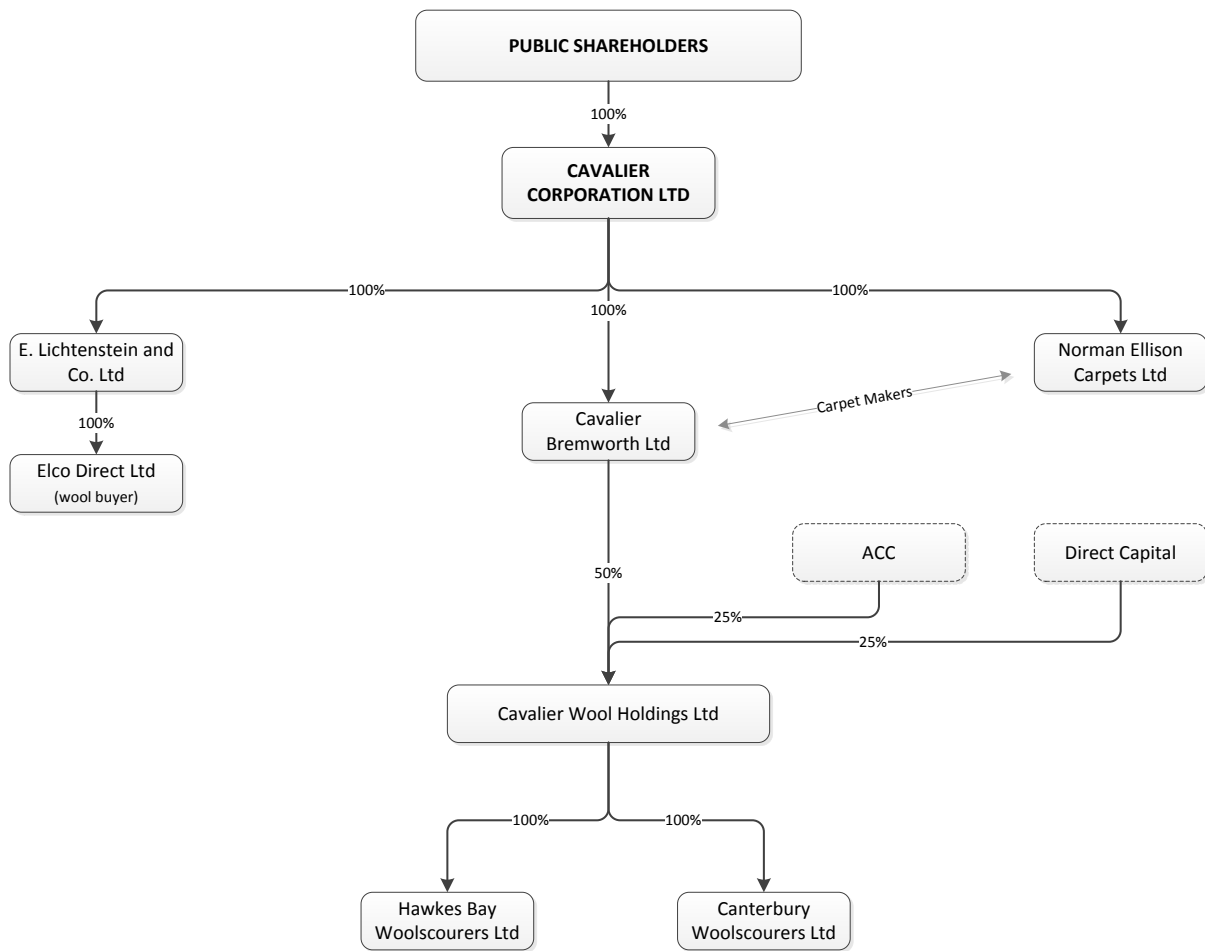 PUBLIC SHAREHOLDERS
100%
CAVALIER
CORPORATION LTD
100%
100%
100%
E. Lichtenstein and
Co. Ltd
Norman Ellison
Carpets Ltd
Carpet Makers
Cavalier
Bremworth Ltd
100%
Elco Direct Ltd
(wool buyer)
ACC
Direct Capital
50%
25%
25%
Cavalier Wool Holdings Ltd
100%
100%
Hawkes Bay
Woolscourers Ltd
Canterbury
Woolscourers Ltd